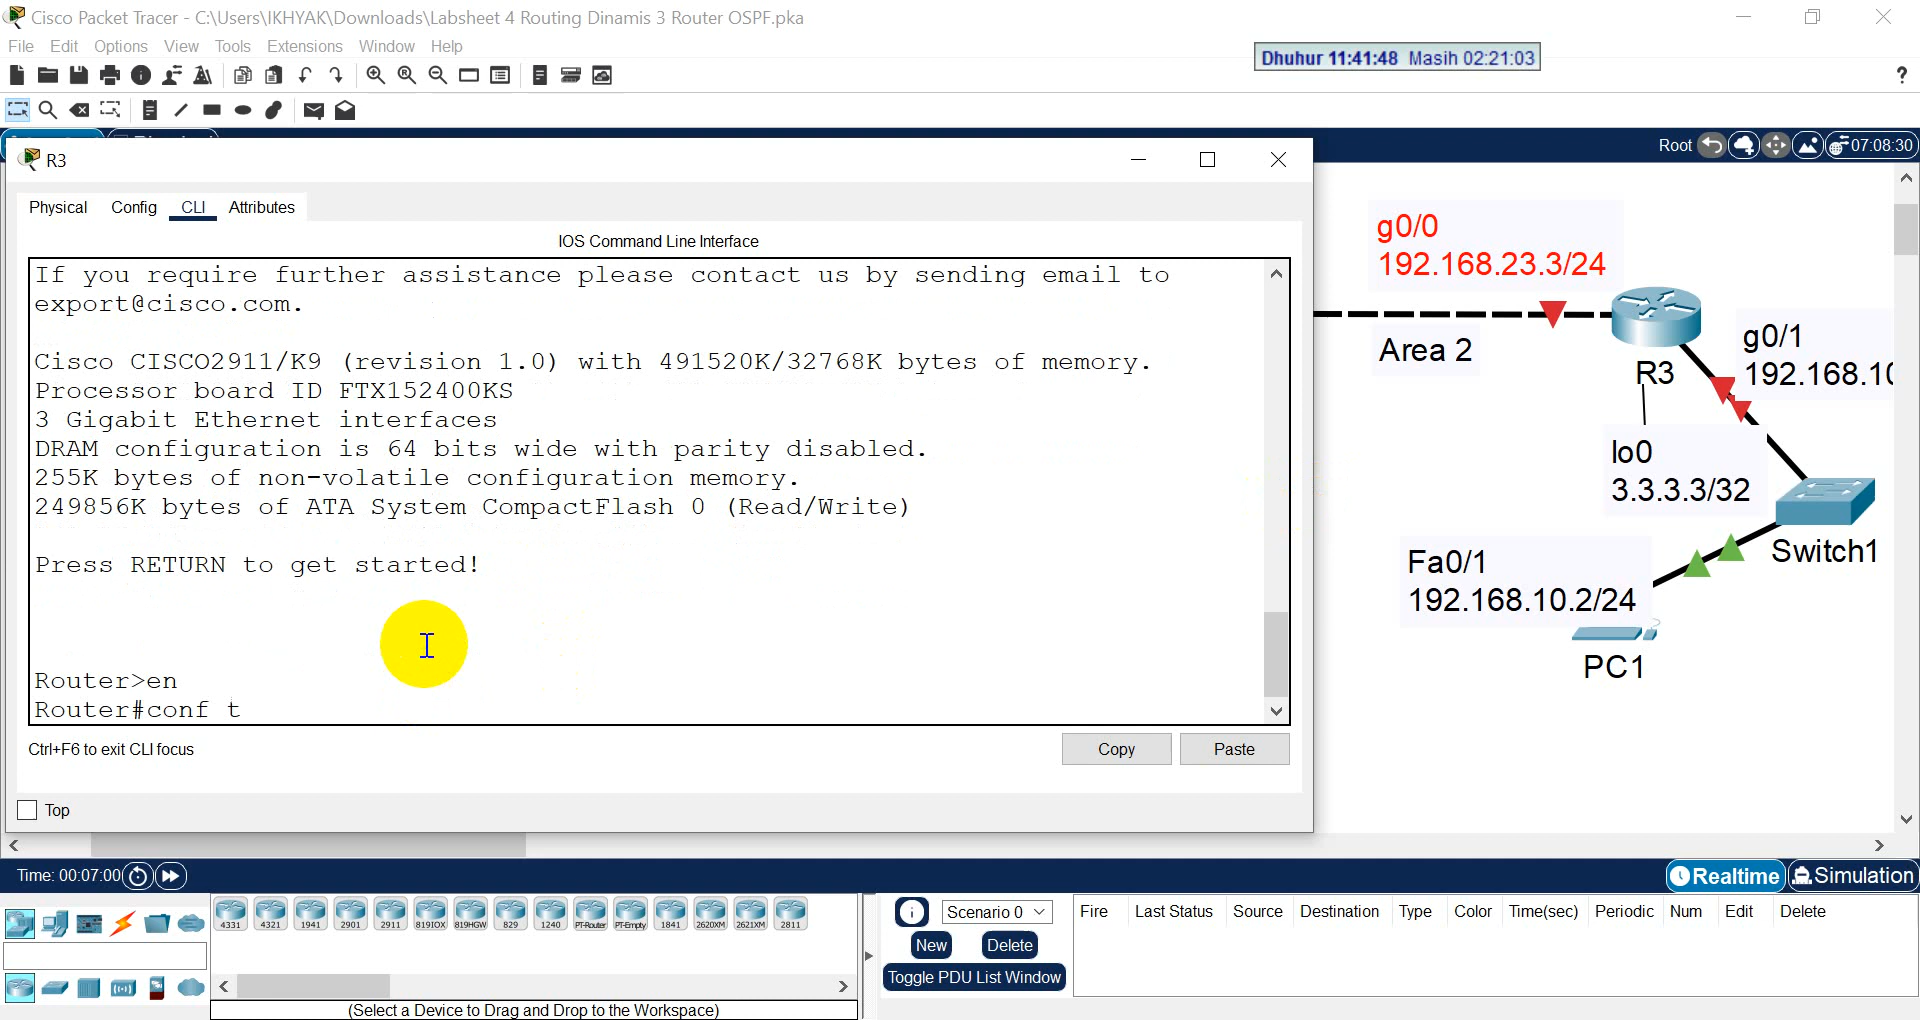 Cisco Packet Tracer - C:\Users\IKHYAK\Downloads\Labsheet 4 Routing Dinamis 3 Router OSPF.pka
File Edit Options View Tools Extensions Window Help
Dhuhur 11:41:48 Masih 02:21:03
?
Root
07:08:30
R3
Physical Config CLI Attributes
IOS Command Line Interface
If you require further assistance please contact us by sending email to
export@cisco.com.
Cisco CISCO2911/K9 (revision 1.0) with 491520K/32768K bytes of memory.
Processor board ID FTX152400KS
3 Gigabit Ethernet interfaces
DRAM configuration is 64 bits wide with parity disabled.
255K bytes of non-volatile configuration memory.
249856K bytes of ATA System CompactFlash 0 (Read/Write)
Press RETURN to get started!
Router>en
Router#conf t
Ctrl+F6 to exit CLI focus
Copy Paste
Top
g0/0
192.168.23.3/24
Area 2
R3
g0/1
192.168.10
lo0
3.3.3.3/32
Switch1
Fa0/1
192.168.10.2/24
PC1
Time: 00:07:00
Realtime Simulation
4331 4321 1941 2901 2911 819IOX 819HGW 829 1240 PT-Router PT-Empty 1841 2620XM 2621XM 2811
(Select a Device to Drag and Drop to the Workspace)
Scenario 0
New Delete
Toggle PDU List Window
Fire Last Status Source Destination Type Color Time(sec) Periodic Num Edit Delete